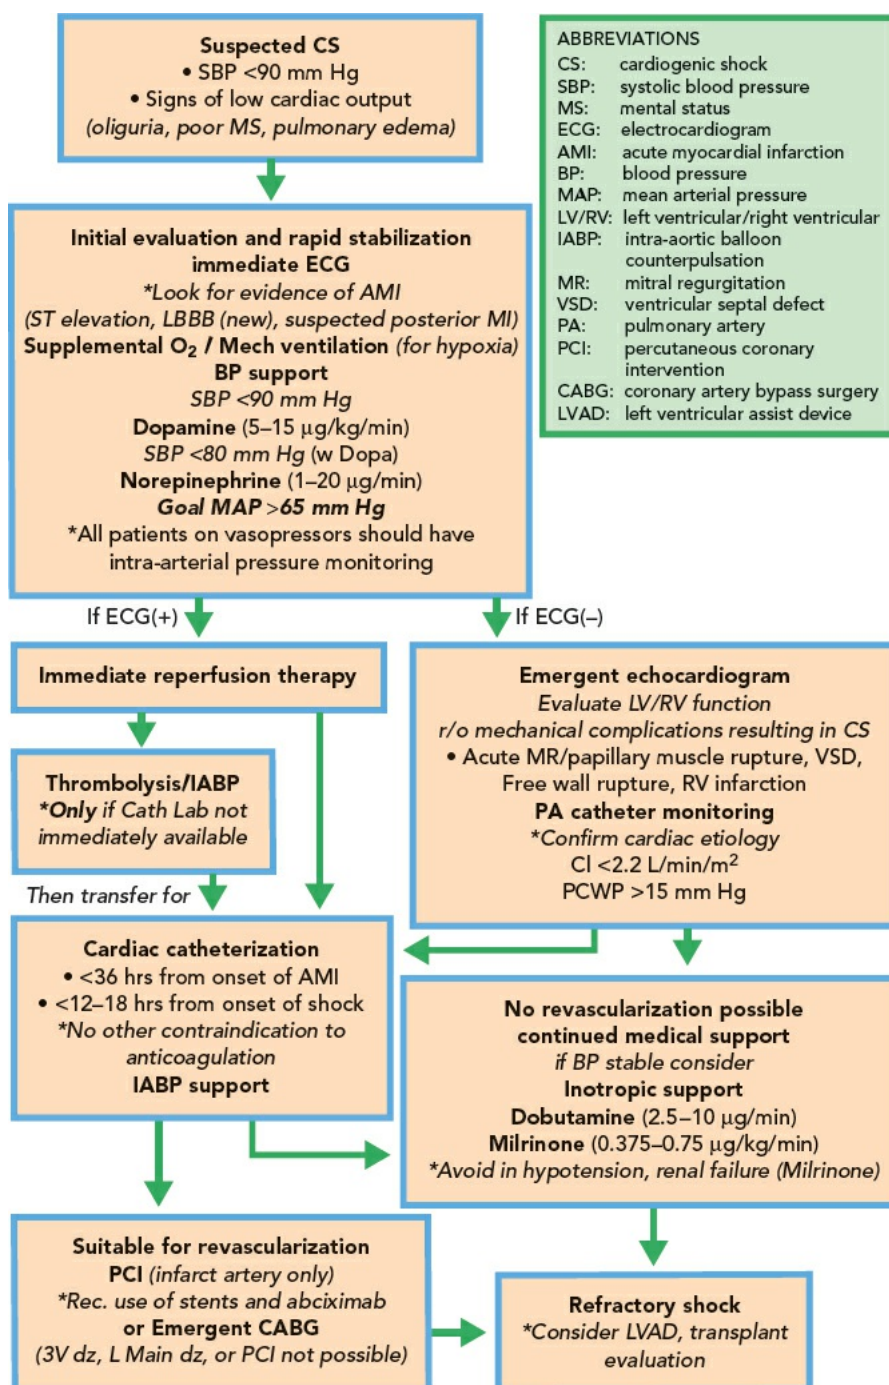 Suspected CS
• SBP <90 mm Hg
• Signs of low cardiac output
(oliguria, poor MS, pulmonary edema)
ABBREVIATIONS
CS: cardiogenic shock
SBP: systolic blood pressure
MS: mental status
ECG: electrocardiogram
AMI: acute myocardial infarction
BP: blood pressure
MAP: mean arterial pressure
LV/RV: left ventricular/right ventricular
IABP: intra-aortic balloon
counterpulsation
MR: mitral regurgitation
VSD: ventricular septal defect
PA: pulmonary artery
PCI: percutaneous coronary
intervention
CABG: coronary artery bypass surgery
LVAD: left ventricular assist device
Initial evaluation and rapid stabilization
immediate ECG
*Look for evidence of AMI
(ST elevation, LBBB (new), suspected posterior MI)
Supplemental O₂ / Mech ventilation (for hypoxia)
BP support
SBP <90 mm Hg
Dopamine (5–15 μg/kg/min)
SBP <80 mm Hg (w Dopa)
Norepinephrine (1–20 μg/min)
Goal MAP >65 mm Hg
*All patients on vasopressors should have
intra-arterial pressure monitoring
If ECG(+)
If ECG(–)
Immediate reperfusion therapy
Thrombolysis/IABP
*Only if Cath Lab not
immediately available
Then transfer for
Emergent echocardiogram
Evaluate LV/RV function
r/o mechanical complications resulting in CS
• Acute MR/papillary muscle rupture, VSD,
Free wall rupture, RV infarction
PA catheter monitoring
*Confirm cardiac etiology
CI <2.2 L/min/m²
PCWP >15 mm Hg
Cardiac catheterization
• <36 hrs from onset of AMI
• <12–18 hrs from onset of shock
*No other contraindication to
anticoagulation
IABP support
No revascularization possible
continued medical support
if BP stable consider
Inotropic support
Dobutamine (2.5–10 μg/min)
Milrinone (0.375–0.75 μg/kg/min)
*Avoid in hypotension, renal failure (Milrinone)
Suitable for revascularization
PCI (infarct artery only)
*Rec. use of stents and abciximab
or Emergent CABG
(3V dz, L Main dz, or PCI not possible)
Refractory shock
*Consider LVAD, transplant
evaluation